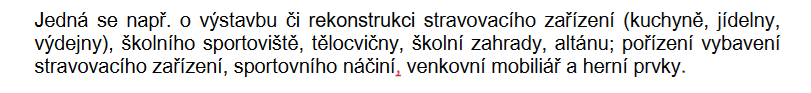 Jedná se např. o výstavbu či rekonstrukci stravovacího zařízení (kuchyně, jídelny,
výdejny), školního sportoviště, tělocvičny, školní zahrady, altánu; pořízení vybavení
stravovacího zařízení, sportovního náčiní, venkovní mobiliář a herní prvky.